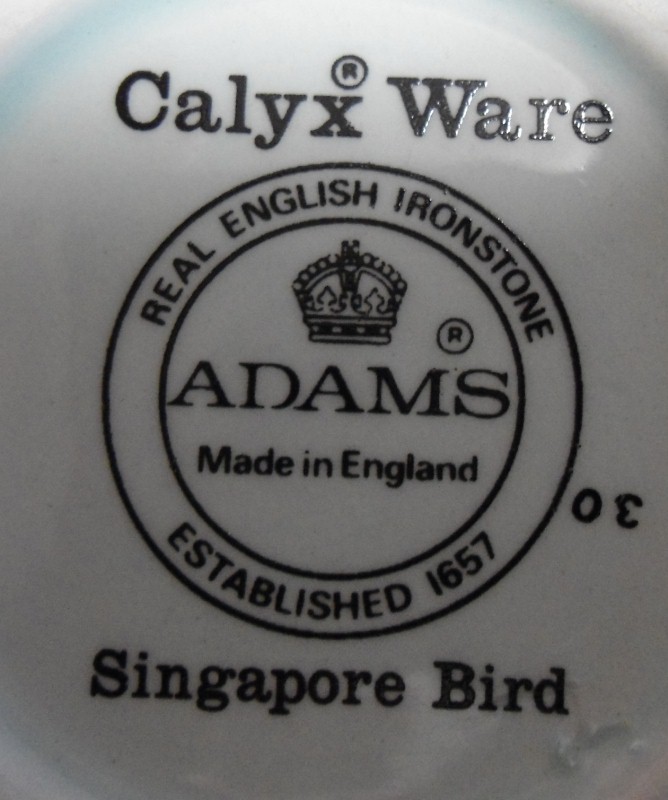 Calyx® Ware
REAL ENGLISH IRONSTONE
ADAMS®
Made in England
ESTABLISHED 1657
30
Singapore Bird